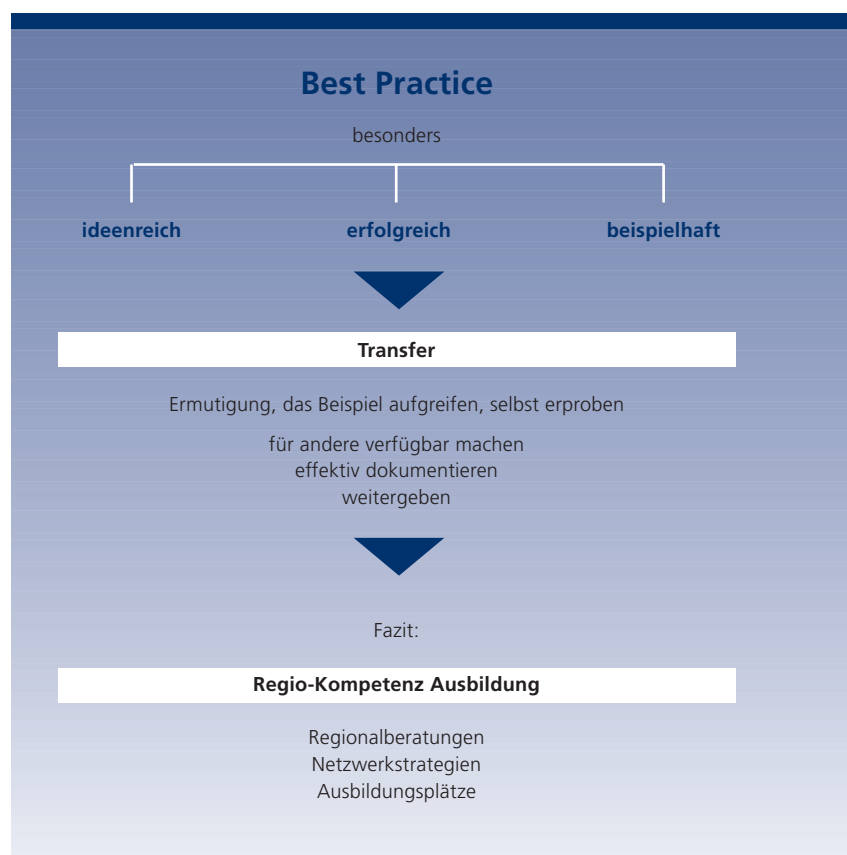 Best Practice
besonders
ideenreich erfolgreich beispielhaft
Transfer
Ermutigung, das Beispiel aufgreifen, selbst erproben
für andere verfügbar machen
effektiv dokumentieren
weitergeben
Fazit:
Regio-Kompetenz Ausbildung
Regionalberatungen
Netzwerkstrategien
Ausbildungsplätze